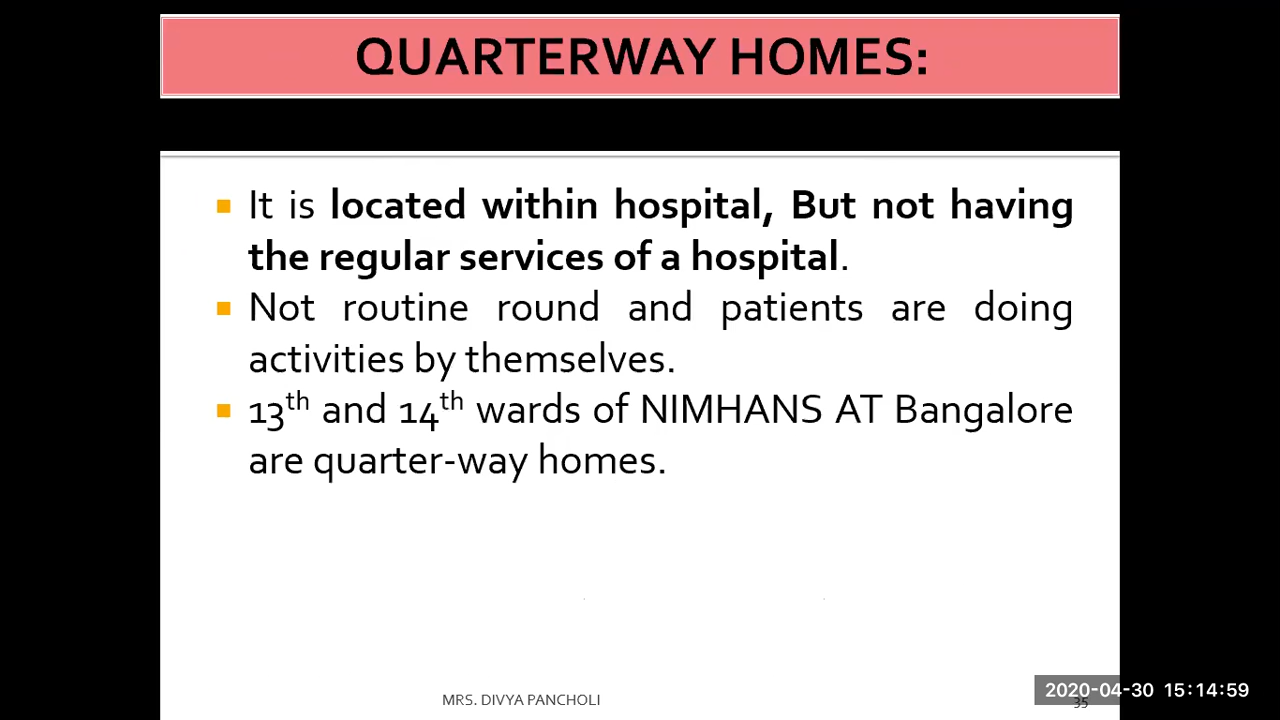 QUARTERWAY HOMES:
It is located within hospital, But not having
the regular services of a hospital.
Not routine round and patients are doing
activities by themselves.
13th and 14th wards of NIMHANS AT Bangalore
are quarter-way homes.
MRS. DIVYA PANCHOLI
2020-04-30 15:14:59
35